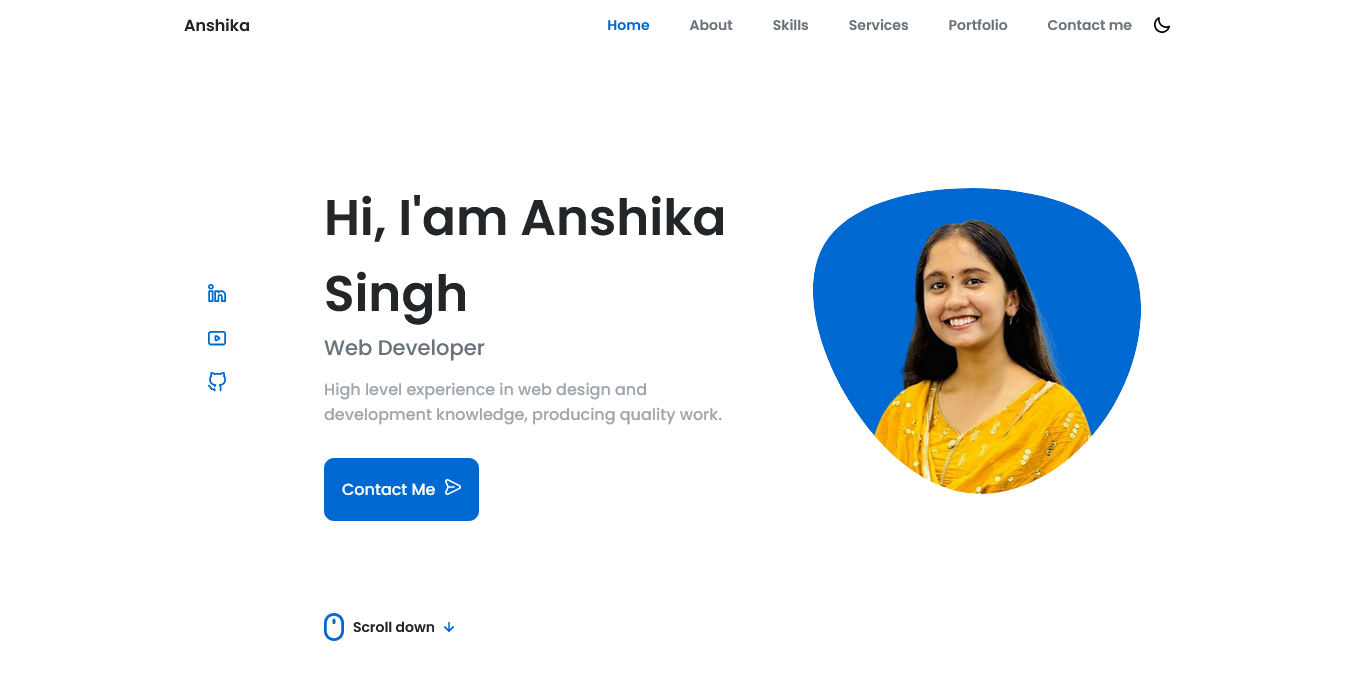 Anshika
Home About Skills Services Portfolio Contact me
Hi, I'am Anshika
Singh
Web Developer
High level experience in web design and
development knowledge, producing quality work.
Contact Me
Scroll down